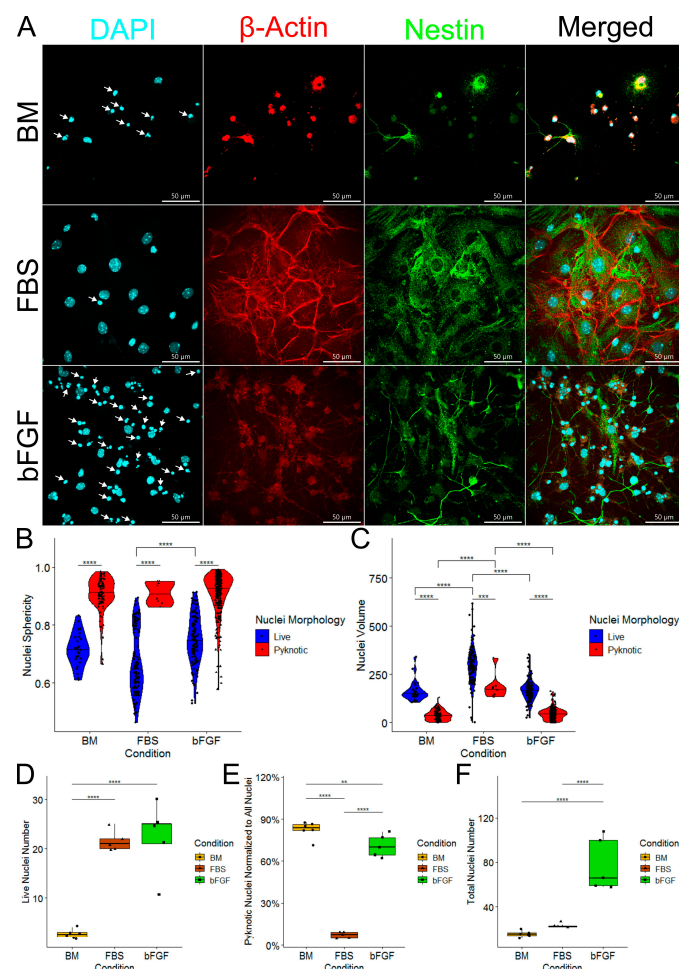 A
DAPI
β-Actin
Nestin
Merged
BM
50 µm
50 µm
50 µm
50 µm
FBS
50 µm
50 µm
50 µm
50 µm
bFGF
50 µm
50 µm
50 µm
50 µm
B
****
****
****
****
1.0
0.8
0.6
Nuclei Sphericity
BM
FBS
bFGF
Condition
Nuclei Morphology
Live
Pyknotic
C
****
****
****
****
****
***
****
750
500
250
0
Nuclei Volume
BM
FBS
bFGF
Condition
Nuclei Morphology
Live
Pyknotic
D
****
****
30
20
10
Live Nuclei Number
BM
FBS
bFGF
Condition
Condition
BM
FBS
bFGF
E
**
****
****
120%
80%
40%
0%
Pyknotic Nuclei Normalized to All Nuclei
BM
FBS
bFGF
Condition
Condition
BM
FBS
bFGF
F
****
****
120
80
40
Total Nuclei Number
BM
FBS
bFGF
Condition
Condition
BM
FBS
bFGF